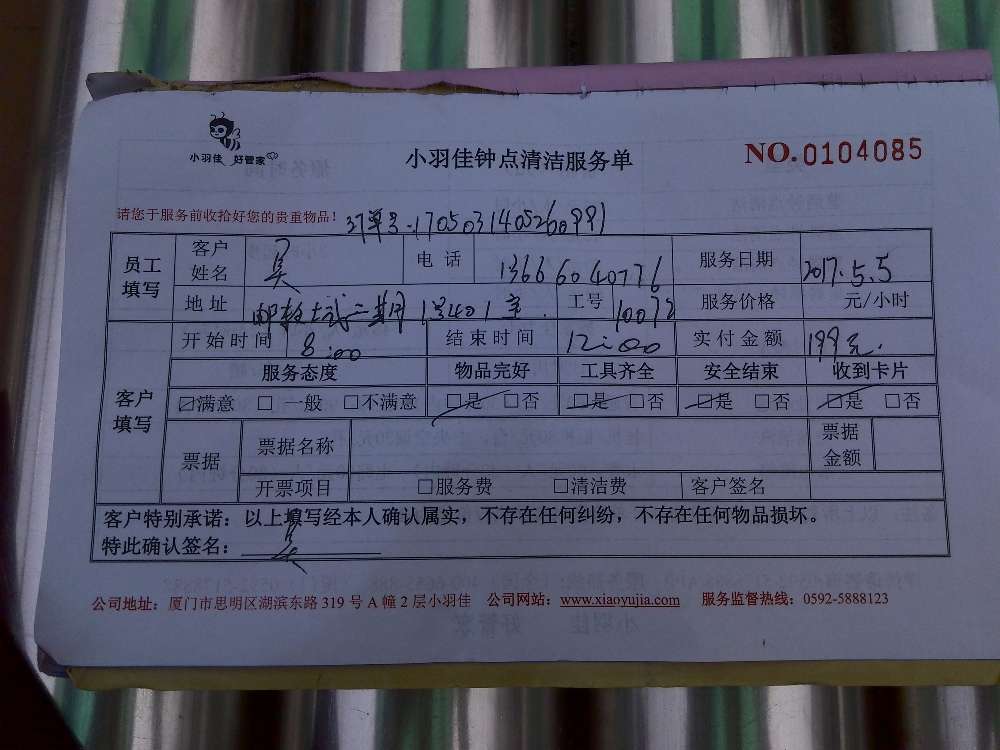 小羽佳 好管家
小羽佳钟点清洁服务单
NO.0104085
请您于服务前收拾好您的贵重物品!
单号:170503140526099
员工填写 客户姓名 吴 电话 13666040776 服务日期 2017.5.5
地址 1号401室 工号 10072 服务价格 元/小时
客户填写 开始时间 8:00 结束时间 12:00 实付金额 199元.
服务态度 物品完好 工具齐全 安全结束 收到卡片
☑满意 □ 一般 □不满意 ☑是 □否 ☑是 □否 ☑是 □否 ☑是 □否
票据 票据名称 票据金额
开票项目 □服务费 □清洁费 客户签名
客户特别承诺:以上填写经本人确认属实,不存在任何纠纷,不存在任何物品损坏。
特此确认签名: 吴
公司地址:厦门市思明区湖滨东路 319 号 A 幢 2 层小羽佳 公司网站:www.xiaoyujia.com 服务监督热线:0592-5888123